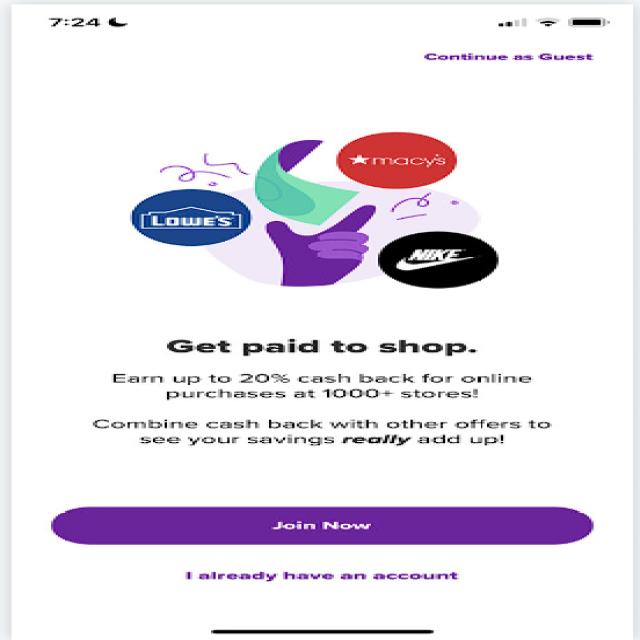 7:24
Continue as Guest
macy's
LOWE'S
NIKE
Get paid to shop.
Earn up to 20% cash back for online
purchases at 1000+ stores!
Combine cash back with other offers to
see your savings really add up!
Join Now
I already have an account